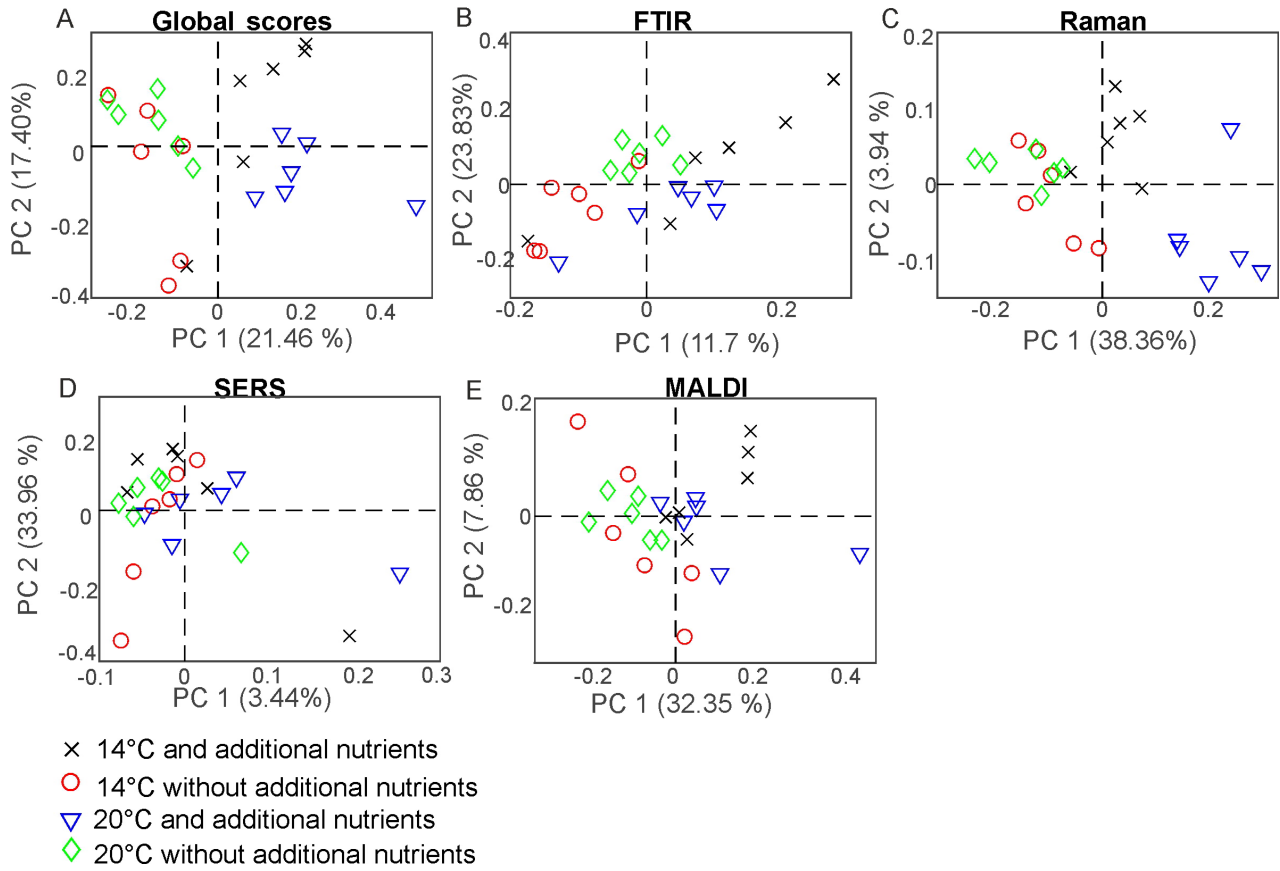 A Global scores
0.2
0
-0.2
-0.4
PC 2 (17.40%)
-0.2 0 0.2 0.4
PC 1 (21.46 %)
B FTIR
0.4
0.2
0
-0.2
PC 2 (23.83%)
-0.2 0 0.2
PC 1 (11.7 %)
C Raman
0.2
0.1
0
-0.1
PC 2 (3.94 %)
-0.2 0 0.2
PC 1 (38.36%)
D SERS
0.2
0
-0.2
-0.4
PC 2 (33.96 %)
-0.1 0 0.1 0.2 0.3
PC 1 (3.44%)
E MALDI
0.2
0
-0.2
PC 2 (7.86 %)
-0.2 0 0.2 0.4
PC 1 (32.35 %)
14°C and additional nutrients
14°C without additional nutrients
20°C and additional nutrients
20°C without additional nutrients